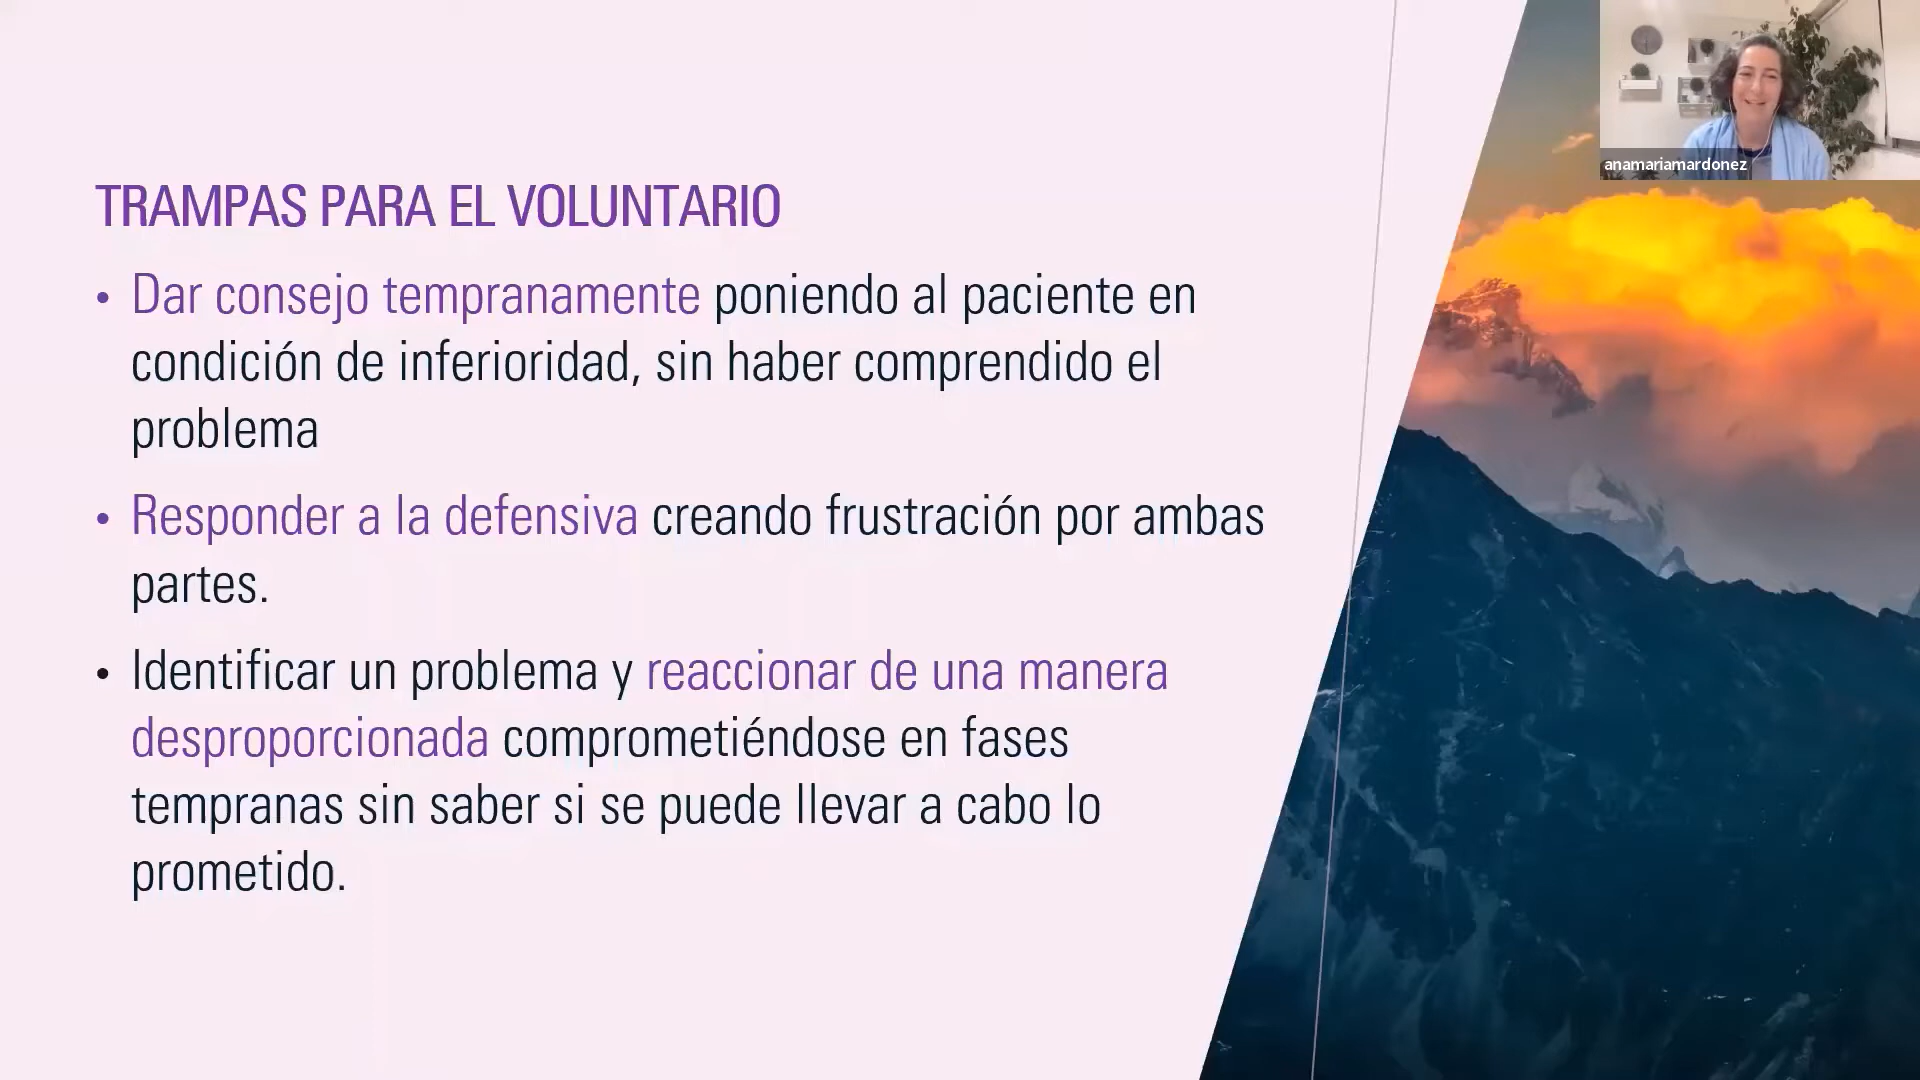 anamariamardonez
TRAMPAS PARA EL VOLUNTARIO
• Dar consejo tempranamente poniendo al paciente en
condición de inferioridad, sin haber comprendido el
problema
• Responder a la defensiva creando frustración por ambas
partes.
• Identificar un problema y reaccionar de una manera
desproporcionada comprometiéndose en fases
tempranas sin saber si se puede llevar a cabo lo
prometido.